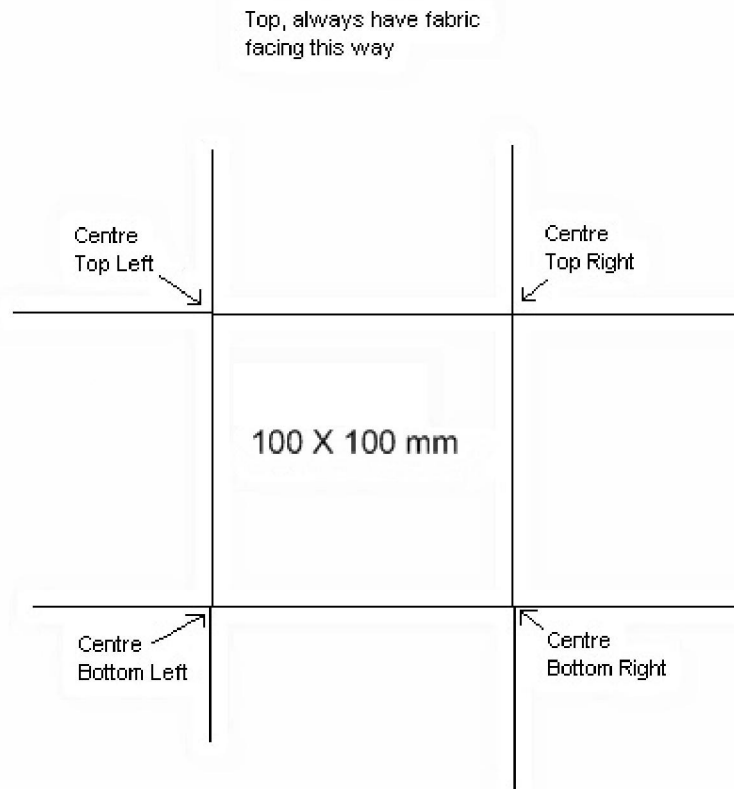 Top, always have fabric
facing this way
Centre
Top Left
Centre
Top Right
100 X 100 mm
Centre
Bottom Left
Centre
Bottom Right